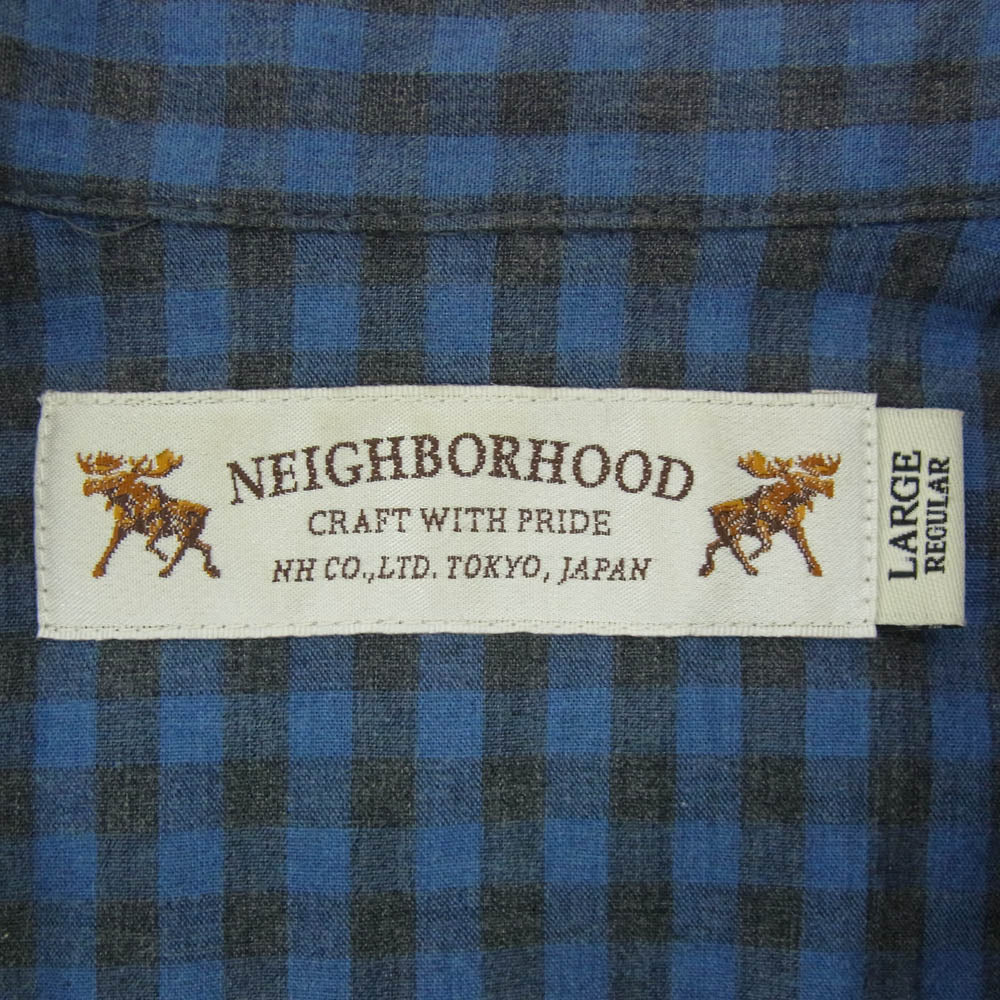 NEIGHBORHOOD
CRAFT WITH PRIDE
NH CO.,LTD. TOKYO, JAPAN
LARGE
REGULAR